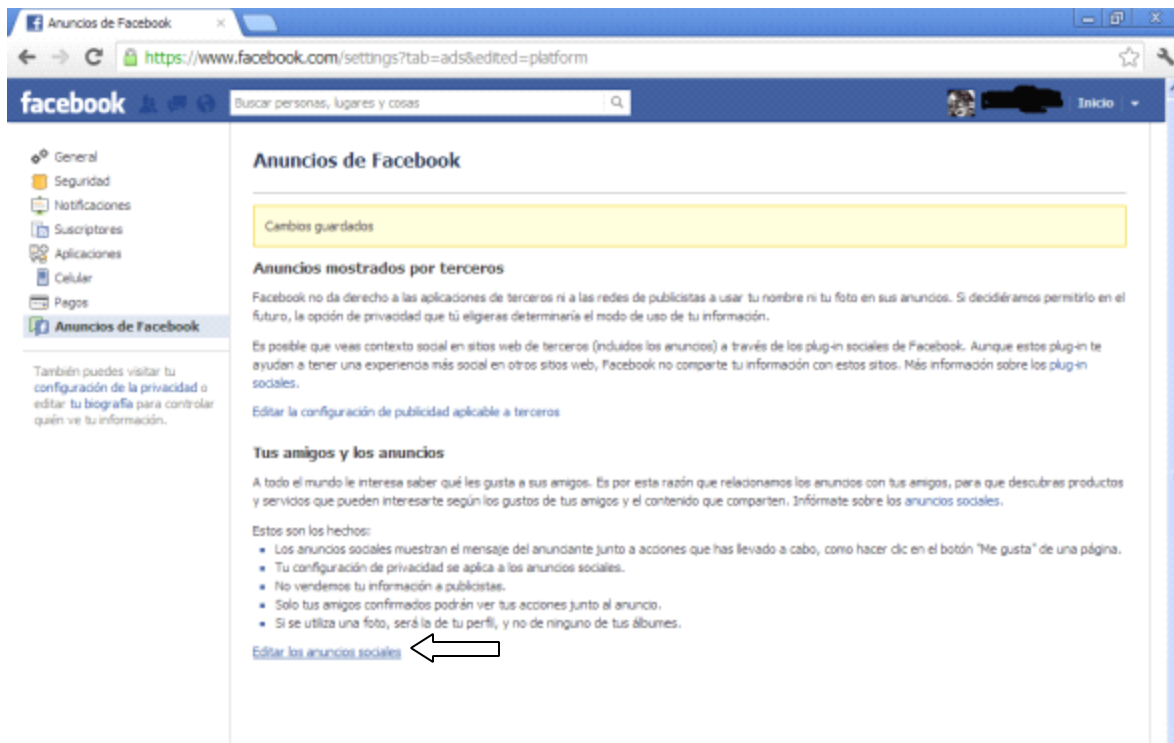 Anuncios de Facebook
https://www.facebook.com/settings?tab=ads&edited=platform
facebook
Buscar personas, lugares y cosas
Inicio
General
Seguridad
Notificaciones
Suscriptores
Aplicaciones
Celular
Pagos
Anuncios de Facebook
También puedes visitar tu
configuración de la privacidad o
editar tu biografía para controlar
quién ve tu información.
Anuncios de Facebook
Cambios guardados
Anuncios mostrados por terceros
Facebook no da derecho a las aplicaciones de terceros ni a las redes de publicistas a usar tu nombre ni tu foto en sus anuncios. Si decidiéramos permitirlo en el
futuro, la opción de privacidad que tú eligieras determinaría el modo de uso de tu información.
Es posible que veas contexto social en sitios web de terceros (incluidos los anuncios) a través de los plug-in sociales de Facebook. Aunque estos plug-in te
ayudan a tener una experiencia más social en otros sitos web, Facebook no comparte tu información con estos sitios. Más información sobre los plug-in
sociales.
Editar la configuración de publicidad aplicable a terceros
Tus amigos y los anuncios
A todo el mundo le interesa saber qué les gusta a sus amigos. Es por esta razón que relacionamos los anuncios con tus amigos, para que descubras productos
y servicios que pueden interesarte según los gustos de tus amigos y el contenido que comparten. Infórmate sobre los anuncios sociales.
Estos son los hechos:
Los anuncios sociales muestran el mensaje del anunciante junto a acciones que has llevado a cabo, como hacer clic en el botón "Me gusta" de una página.
Tu configuración de privacidad se aplica a los anuncios sociales.
No vendemos tu información a publicistas.
Solo tus amigos confirmados podrán ver tus acciones junto al anuncio.
Si se utiliza una foto, será la de tu perfil, y no de ninguno de tus álbumes.
Editar los anuncios sociales